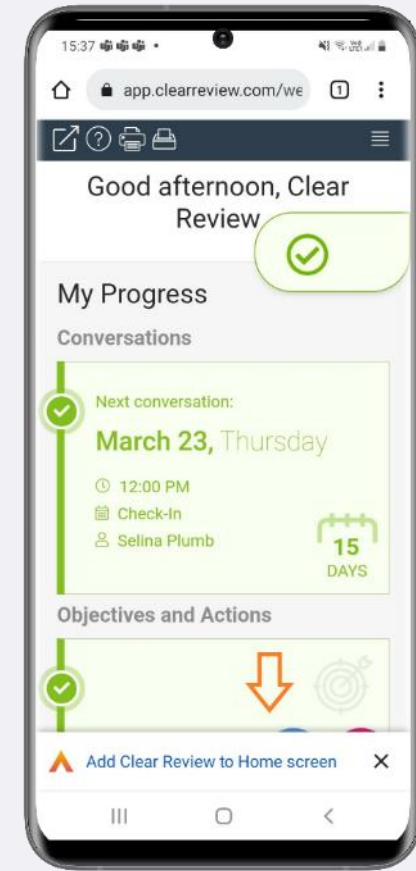 15:37
app.clearreview.com/we
1
Good afternoon, Clear
Review
My Progress
Conversations
Next conversation:
March 23, Thursday
12:00 PM
Check-In
Selina Plumb
15
DAYS
Objectives and Actions
Add Clear Review to Home screen